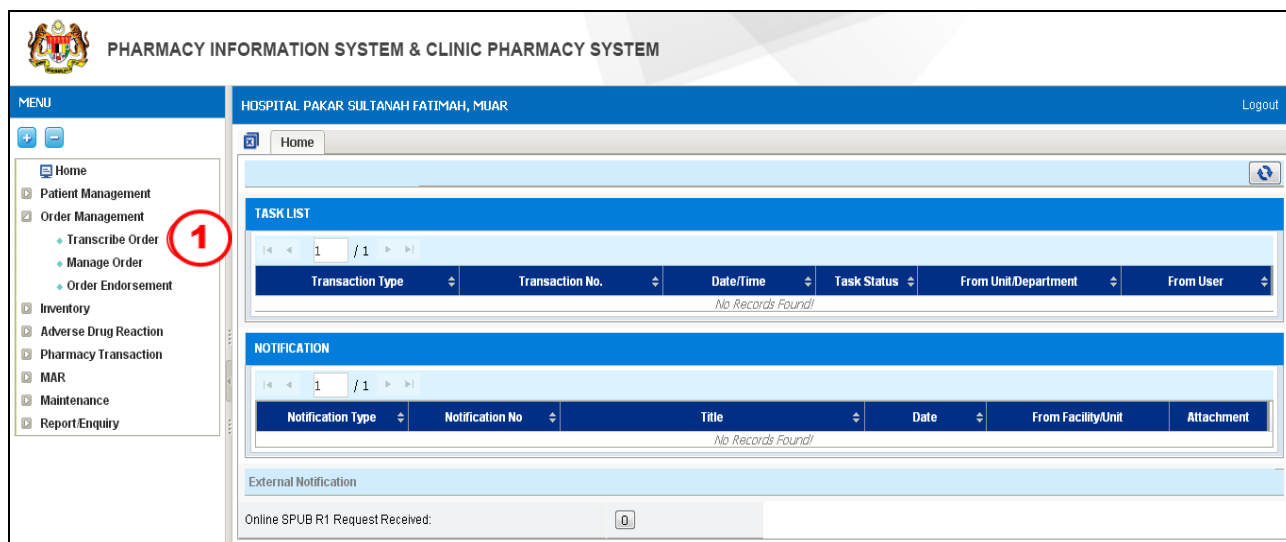 PHARMACY INFORMATION SYSTEM & CLINIC PHARMACY SYSTEM
MENU
HOSPITAL PAKAR SULTANAH FATIMAH, MUAR Logout
Home
Home
Patient Management
Order Management
Transcribe Order
1
Manage Order
Order Endorsement
Inventory
Adverse Drug Reaction
Pharmacy Transaction
MAR
Maintenance
Report/Enquiry
TASK LIST
1 / 1
Transaction Type Transaction No. Date/Time Task Status From Unit/Department From User
No Records Found!
NOTIFICATION
1 / 1
Notification Type Notification No Title Date From Facility/Unit Attachment
No Records Found!
External Notification
Online SPUB R1 Request Received: 0